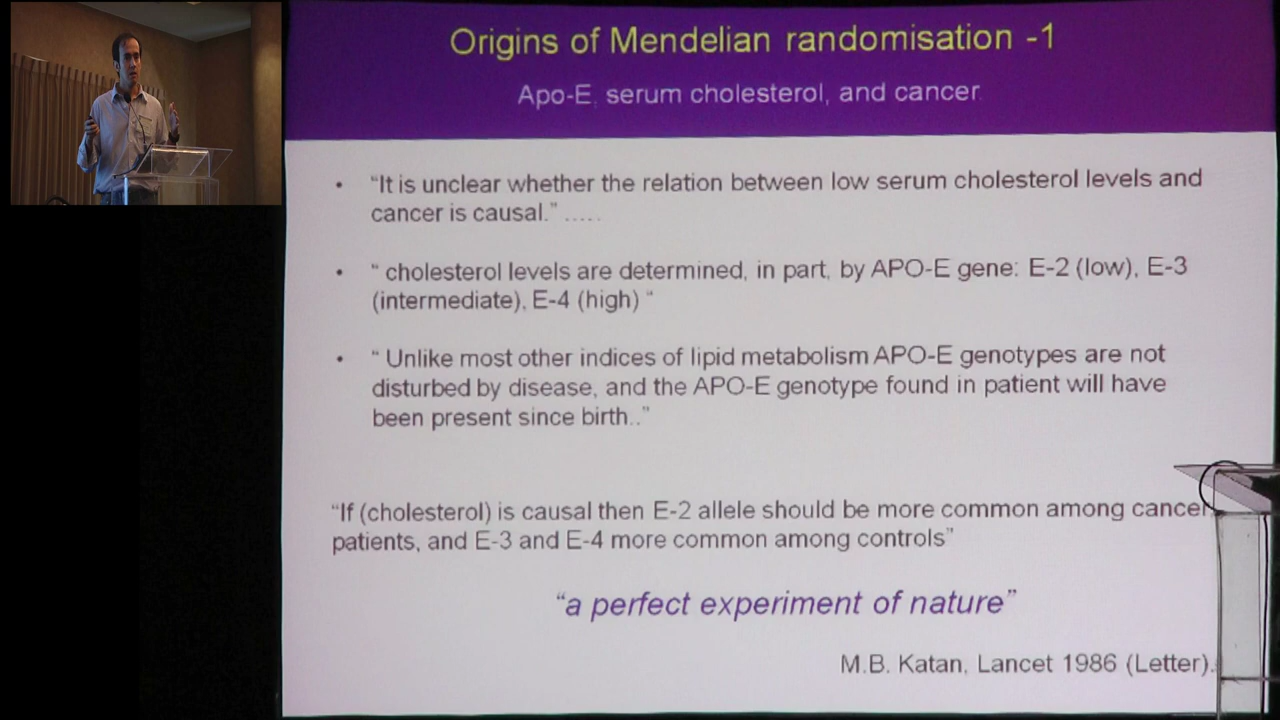 Origins of Mendelian randomisation -1
Apo-E, serum cholesterol, and cancer
• "It is unclear whether the relation between low serum cholesterol levels and
cancer is causal." .....
• " cholesterol levels are determined, in part, by APO-E gene: E-2 (low), E-3
(intermediate), E-4 (high) "
• " Unlike most other indices of lipid metabolism APO-E genotypes are not
disturbed by disease, and the APO-E genotype found in patient will have
been present since birth.."
"If (cholesterol) is causal then E-2 allele should be more common among cancer
patients, and E-3 and E-4 more common among controls"
"a perfect experiment of nature"
M.B. Katan, Lancet 1986 (Letter).